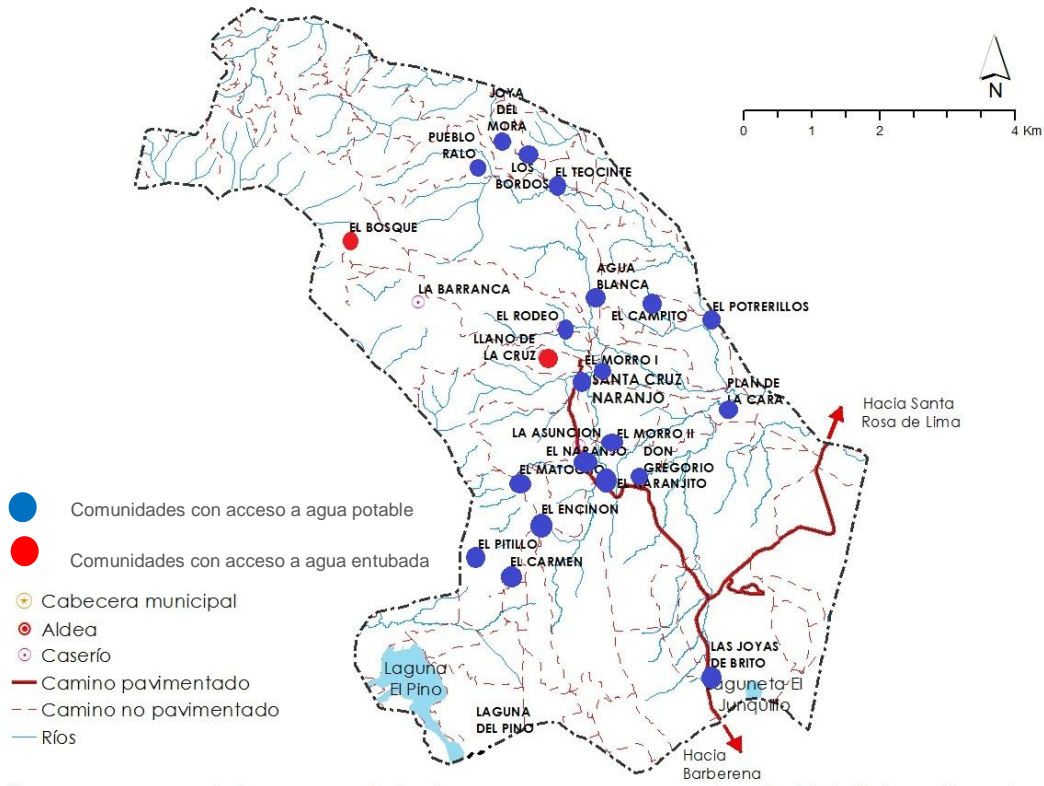 JOYA
DEL
MORA
PUEBLO
RALO
LOS
BORDOS
EL TEOCINTE
N
0 1 2 4 Km
EL BOSQUE
LA BARRANCA
AGUA
BLANCA
EL RODEO
EL CAMPITO
EL POTRERILLOS
LLANO DE
LA CRUZ
EL MORRO I
SANTA CRUZ
NARANJO
PLAN DE
LA CARA
Hacia Santa
Rosa de Lima
LA ASUNCION
EL MORRO II
EL NARANJO
DON
GREGORIO
EL NARANJITO
EL ENCINON
EL PITILLO
EL CARMEN
LAS JOYAS
DE BRITO
Laguna
El Pino
LAGUNA
DEL PINO
Laguneta El
Hacia
Barberena
Comunidades con acceso a agua potable
Comunidades con acceso a agua entubada
Cabecera municipal
Aldea
Caserío
Camino pavimentado
Camino no pavimentado
Ríos